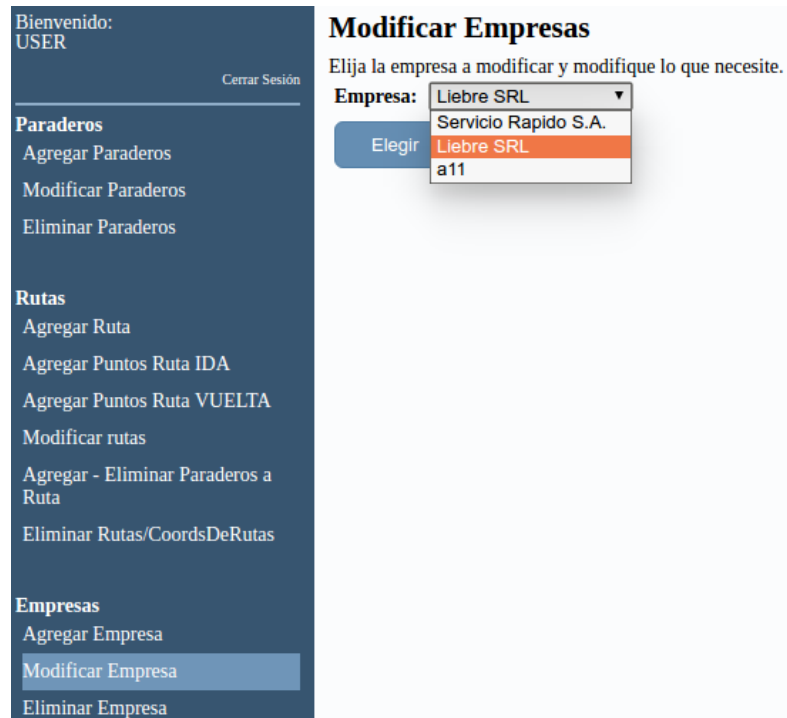 Bienvenido:
USER
Cerrar Sesión
Paraderos
Agregar Paraderos
Modificar Paraderos
Eliminar Paraderos
Rutas
Agregar Ruta
Agregar Puntos Ruta IDA
Agregar Puntos Ruta VUELTA
Modificar rutas
Agregar - Eliminar Paraderos a
Ruta
Eliminar Rutas/CoordsDeRutas
Empresas
Agregar Empresa
Modificar Empresa
Eliminar Empresa
Modificar Empresas
Elija la empresa a modificar y modifique lo que necesite.
Empresa: Liebre SRL
Servicio Rapido S.A.
Liebre SRL
a11
Elegir